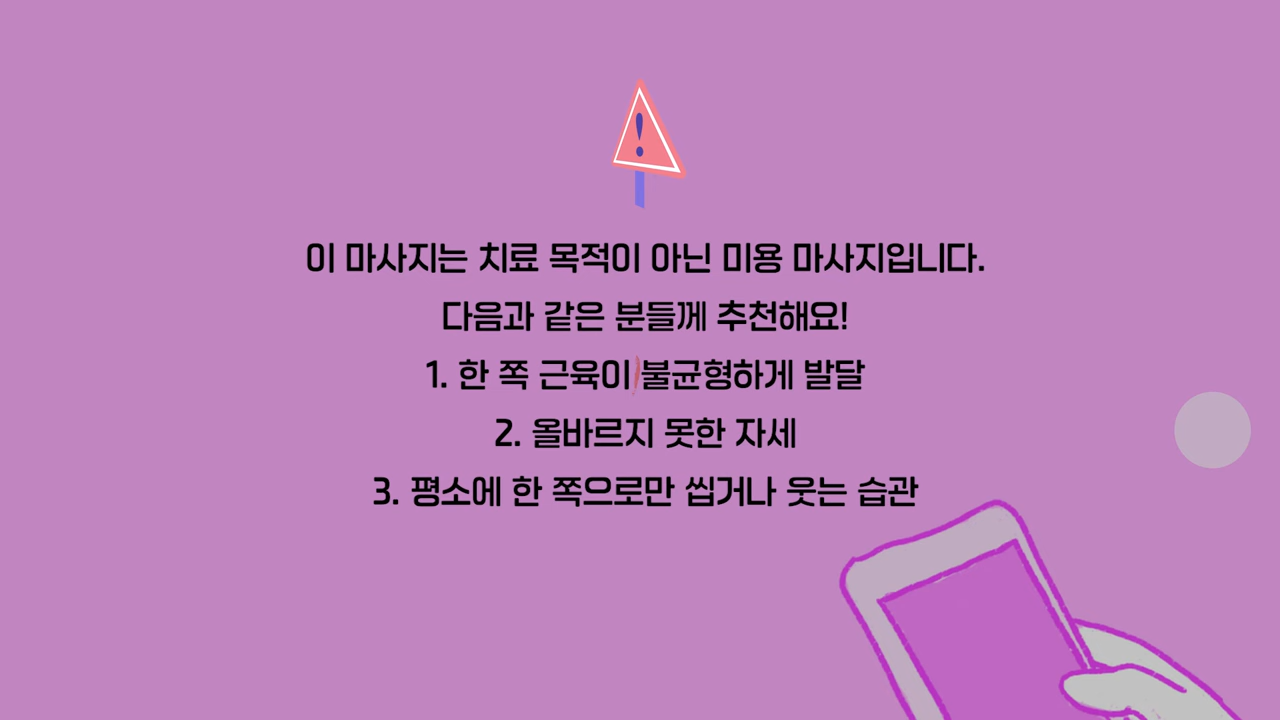 이 마사지는 치료 목적이 아닌 미용 마사지입니다.
다음과 같은 분들께 추천해요!
1. 한 쪽 근육이 불균형하게 발달
2. 올바르지 못한 자세
3. 평소에 한 쪽으로만 씹거나 웃는 습관